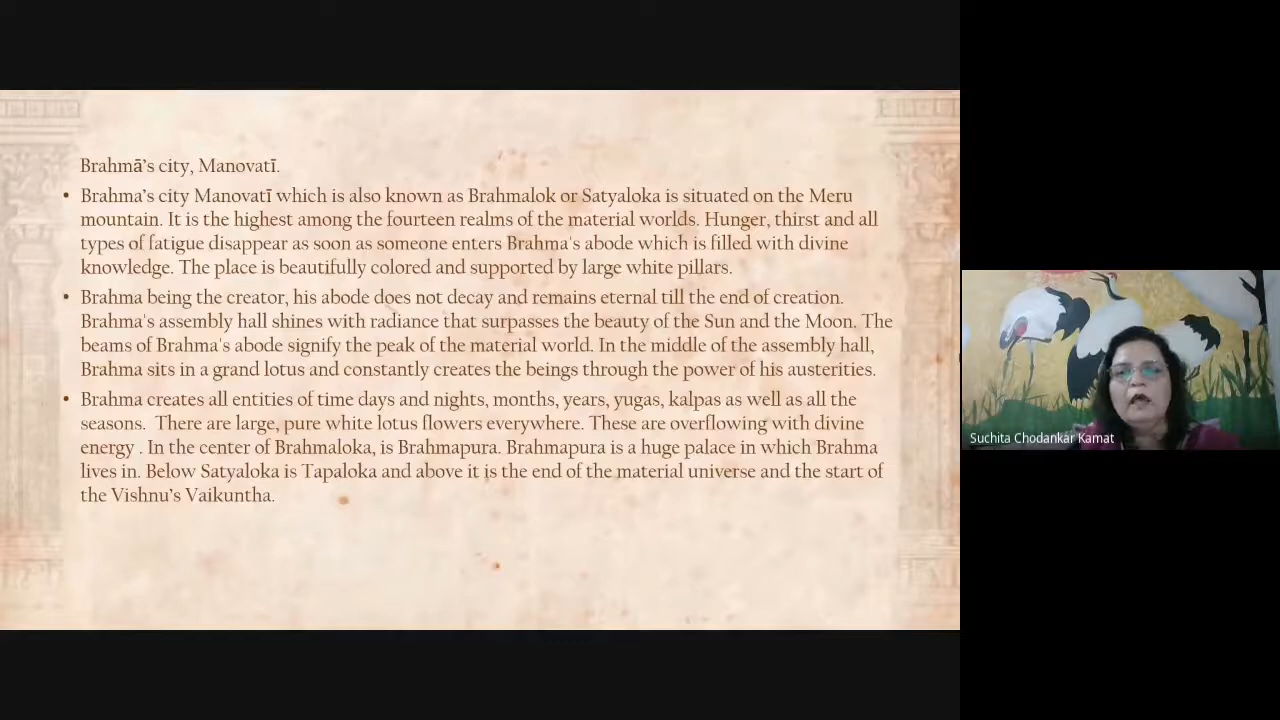 Brahmā’s city, Manovatī.
• Brahma’s city Manovatī which is also known as Brahmalok or Satyaloka is situated on the Meru
mountain. It is the highest among the fourteen realms of the material worlds. Hunger, thirst and all
types of fatigue disappear as soon as someone enters Brahma's abode which is filled with divine
knowledge. The place is beautifully colored and supported by large white pillars.
• Brahma being the creator, his abode does not decay and remains eternal till the end of creation.
Brahma's assembly hall shines with radiance that surpasses the beauty of the Sun and the Moon. The
beams of Brahma's abode signify the peak of the material world. In the middle of the assembly hall,
Brahma sits in a grand lotus and constantly creates the beings through the power of his austerities.
• Brahma creates all entities of time days and nights, months, years, yugas, kalpas as well as all the
seasons.  There are large, pure white lotus flowers everywhere. These are overflowing with divine
energy . In the center of Brahmaloka, is Brahmapura. Brahmapura is a huge palace in which Brahma
lives in. Below Satyaloka is Tapaloka and above it is the end of the material universe and the start of
the Vishnu’s Vaikuntha.
Suchita Chodankar Kamat